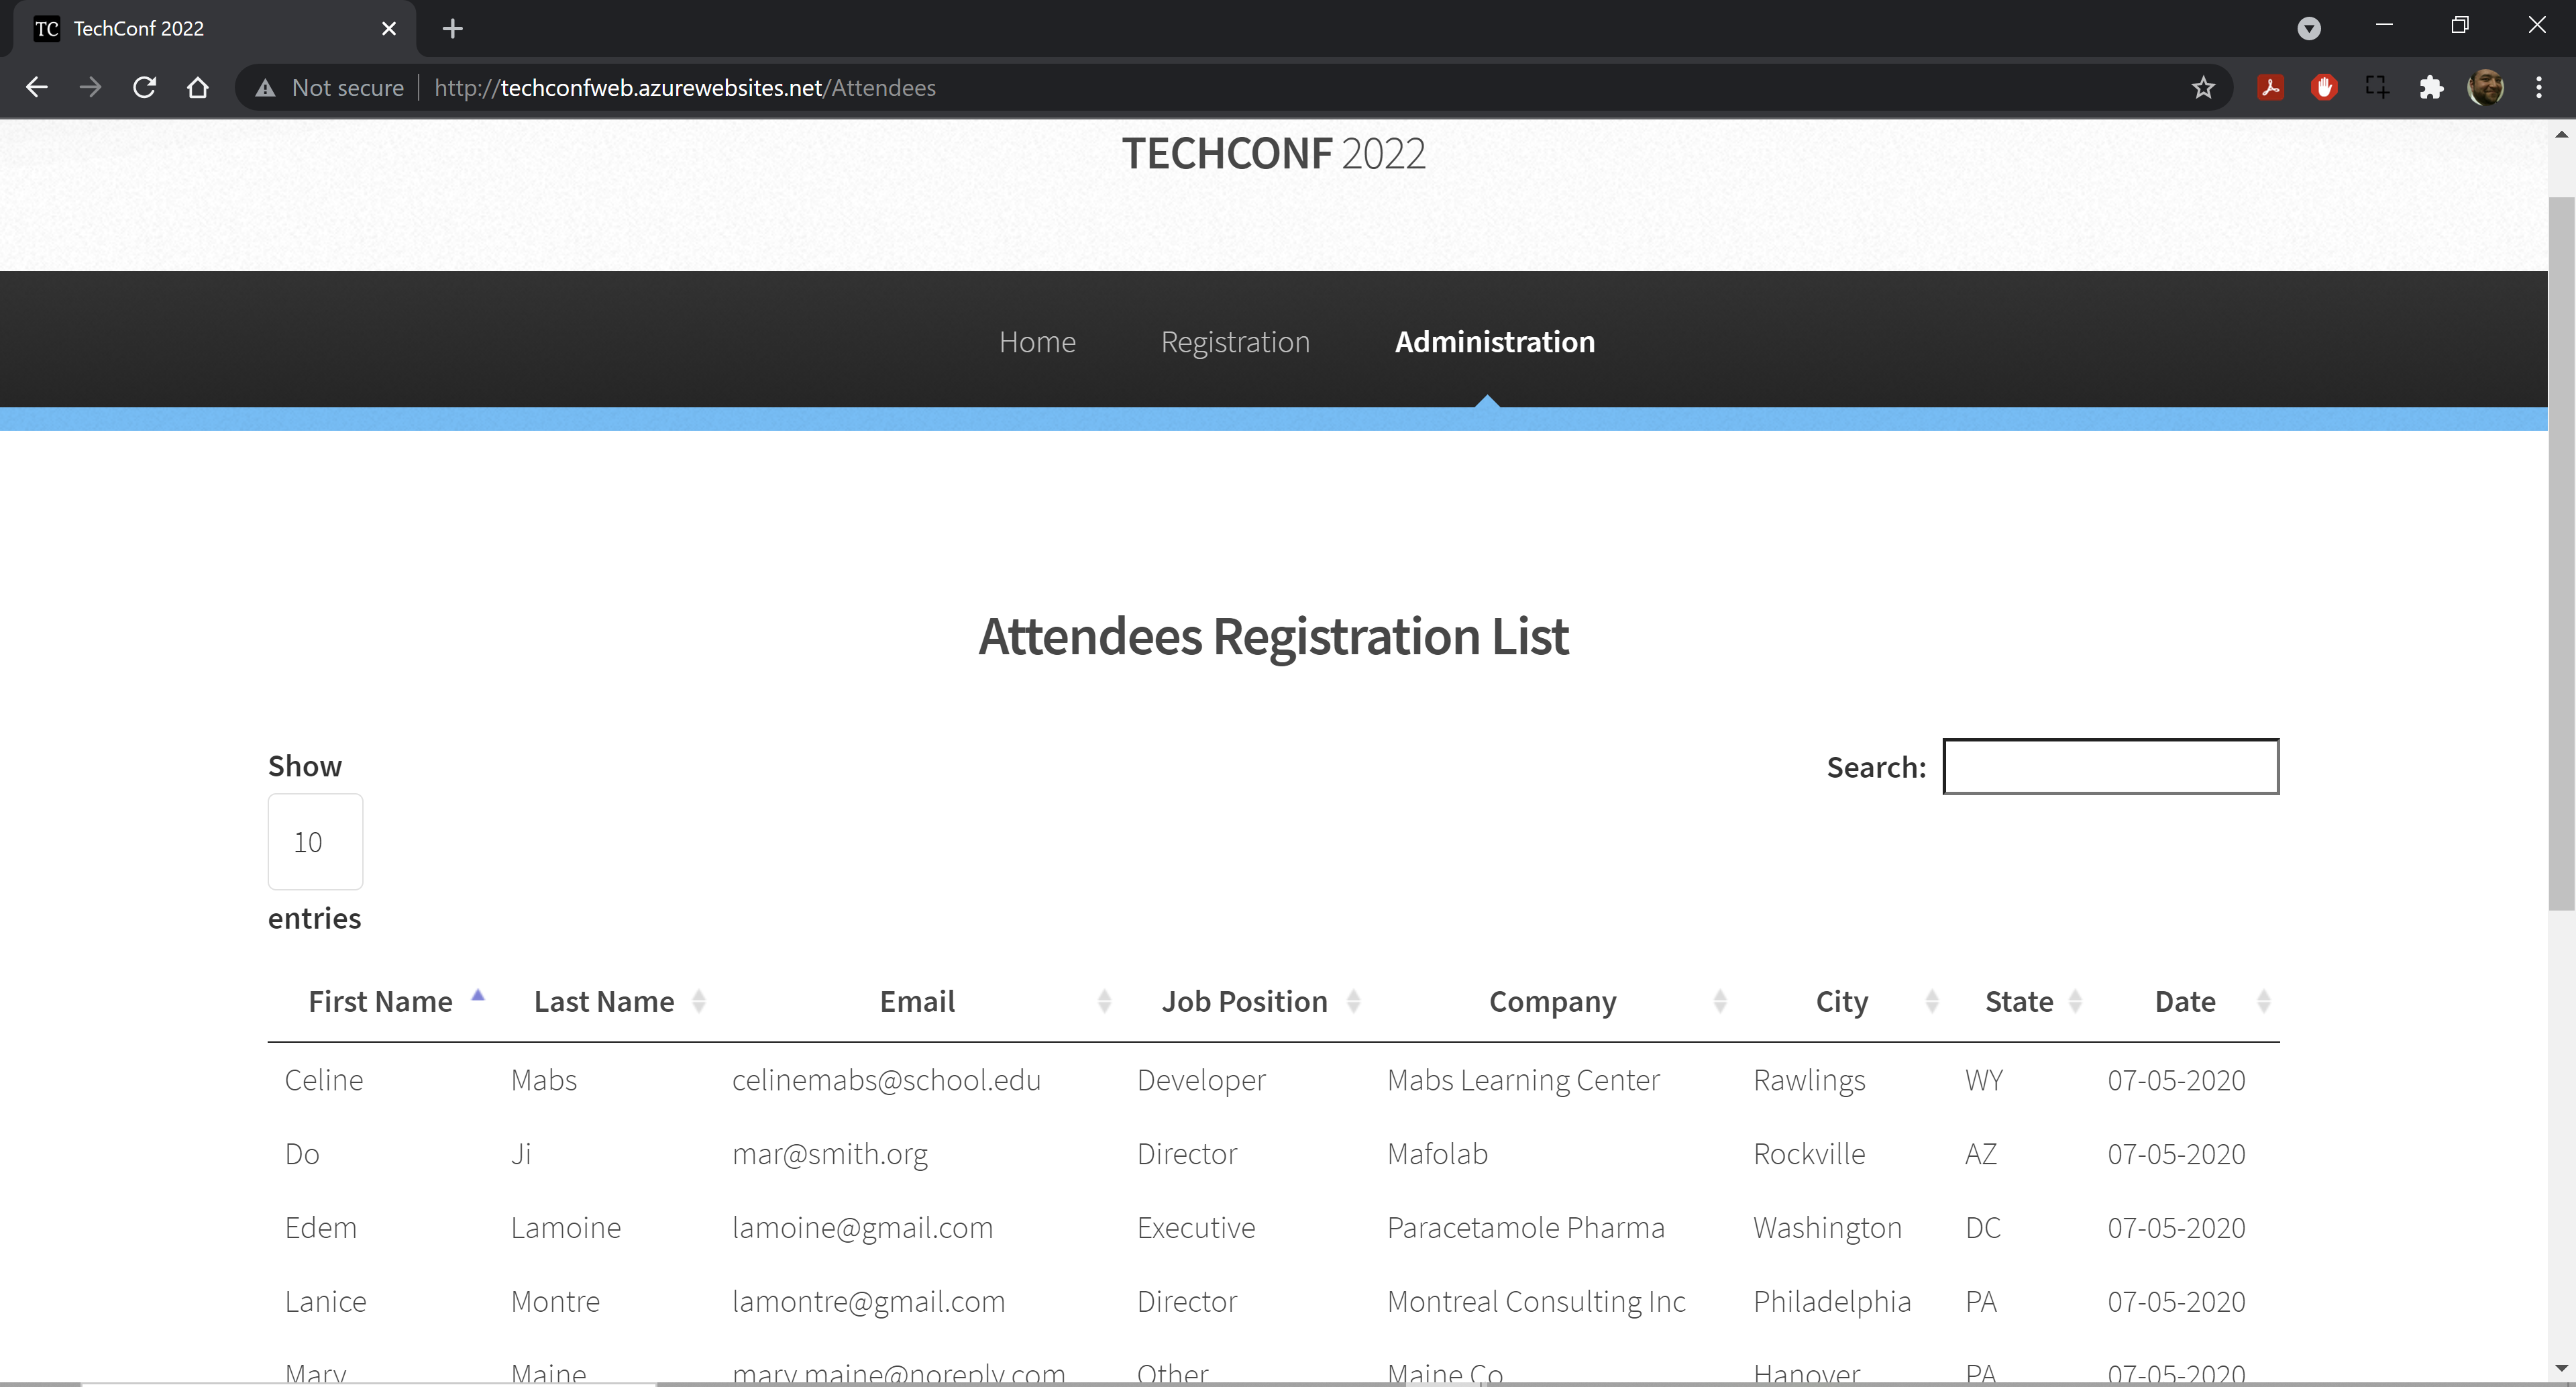 TC TechConf 2022
Not secure http://techconfweb.azurewebsites.net/Attendees
TECHCONF 2022
Home Registration Administration
Attendees Registration List
Show
Search:
10
entries
First Name Last Name Email Job Position Company City State Date
Celine Mabs celinemabs@school.edu Developer Mabs Learning Center Rawlings WY 07-05-2020
Do Ji mar@smith.org Director Mafolab Rockville AZ 07-05-2020
Edem Lamoine lamoine@gmail.com Executive Paracetamole Pharma Washington DC 07-05-2020
Lanice Montre lamontre@gmail.com Director Montreal Consulting Inc Philadelphia PA 07-05-2020
Mary Maine mary.maine@noreply.com Other Maine Co Hanover PA 07-05-2020